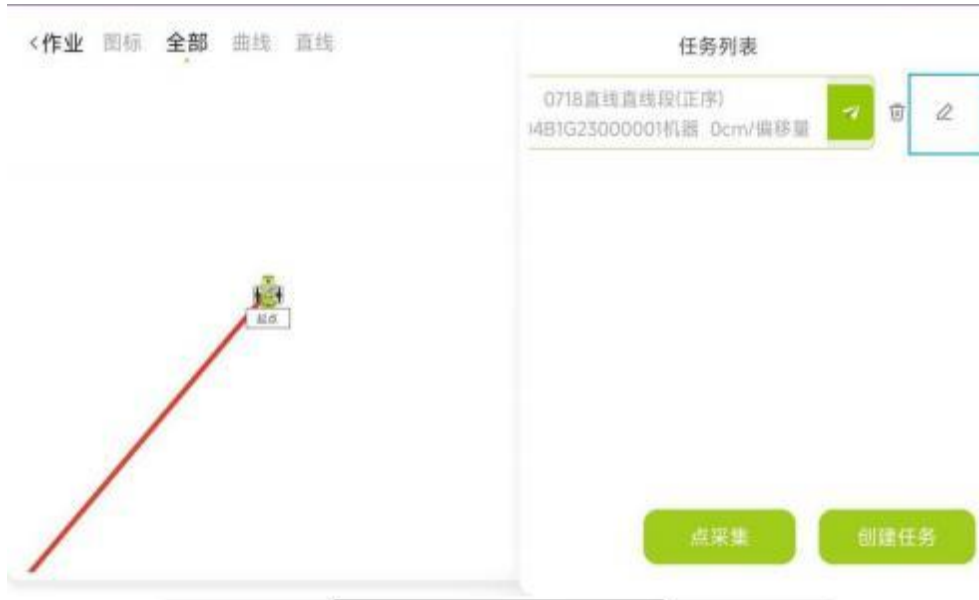 <作业 图标 全部 曲线 直线
任务列表
0718直线直线段(正序)
4B1G23000001机器 0cm/偏移量
起点
点采集
创建任务